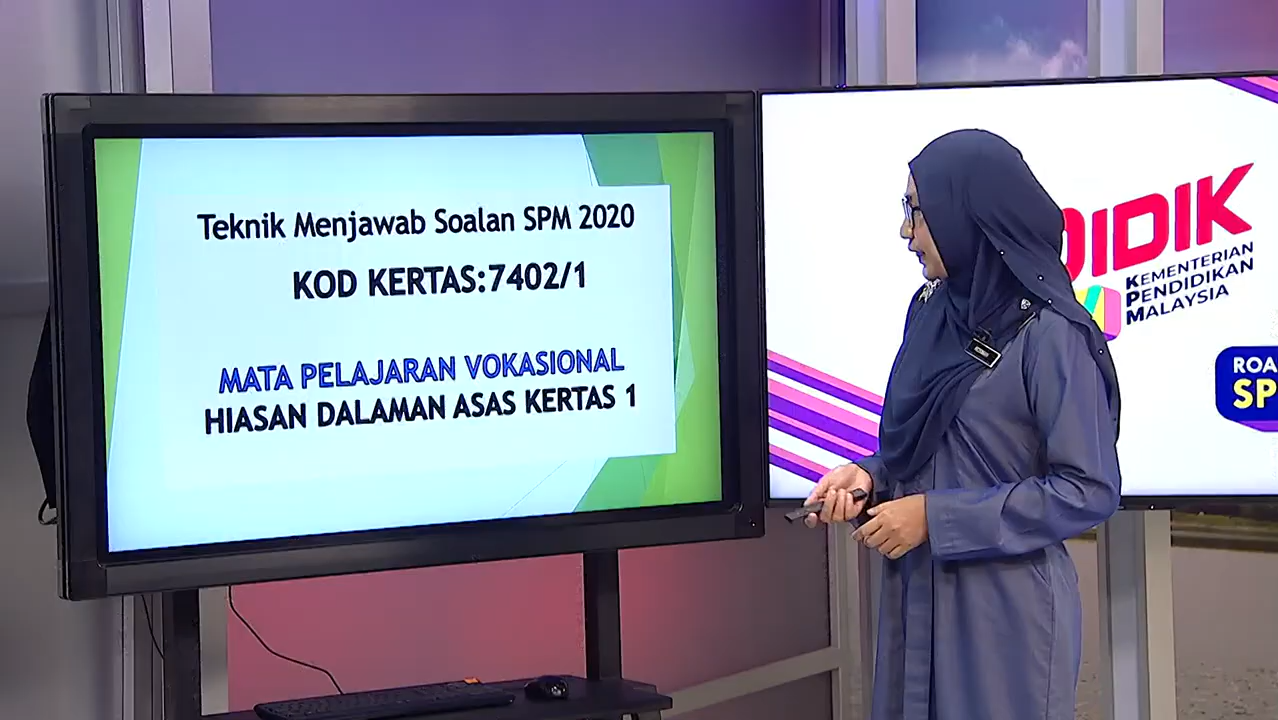 Teknik Menjawab Soalan SPM 2020
KOD KERTAS:7402/1
MATA PELAJARAN VOKASIONAL
HIASAN DALAMAN ASAS KERTAS 1
DIDIK
KEMENTERIAN
PENDIDIKAN
MALAYSIA
ROA
SP